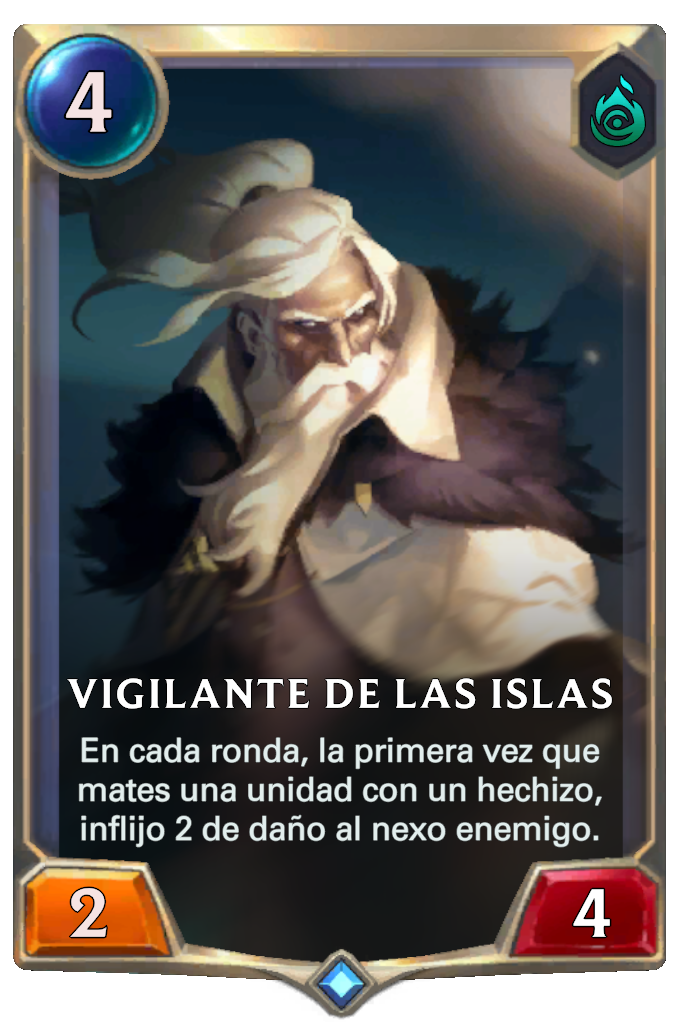 4
VIGILANTE DE LAS ISLAS
En cada ronda, la primera vez que
mates una unidad con un hechizo,
inflijo 2 de daño al nexo enemigo.
2
4